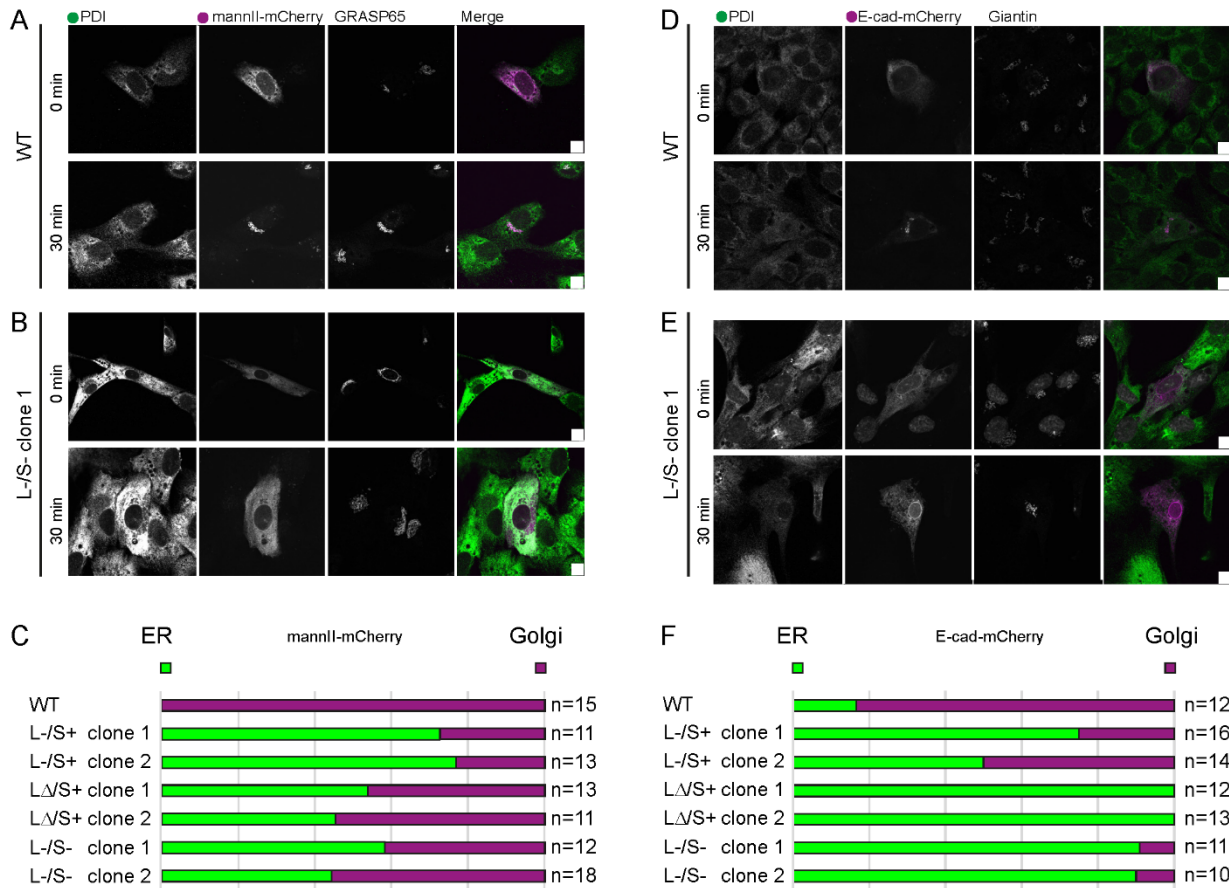 A
PDI mannII-mCherry GRASP65 Merge
WT
0 min
30 min
B
L-/S- clone 1
0 min
30 min
C
ER mannII-mCherry Golgi
WT n=15
L-/S+ clone 1 n=11
L-/S+ clone 2 n=13
LΔ/S+ clone 1 n=13
LΔ/S+ clone 2 n=11
L-/S- clone 1 n=12
L-/S- clone 2 n=18
D
PDI E-cad-mCherry Giantin
WT
0 min
30 min
E
L-/S- clone 1
0 min
30 min
F
ER E-cad-mCherry Golgi
WT n=12
L-/S+ clone 1 n=16
L-/S+ clone 2 n=14
LΔ/S+ clone 1 n=12
LΔ/S+ clone 2 n=13
L-/S- clone 1 n=11
L-/S- clone 2 n=10